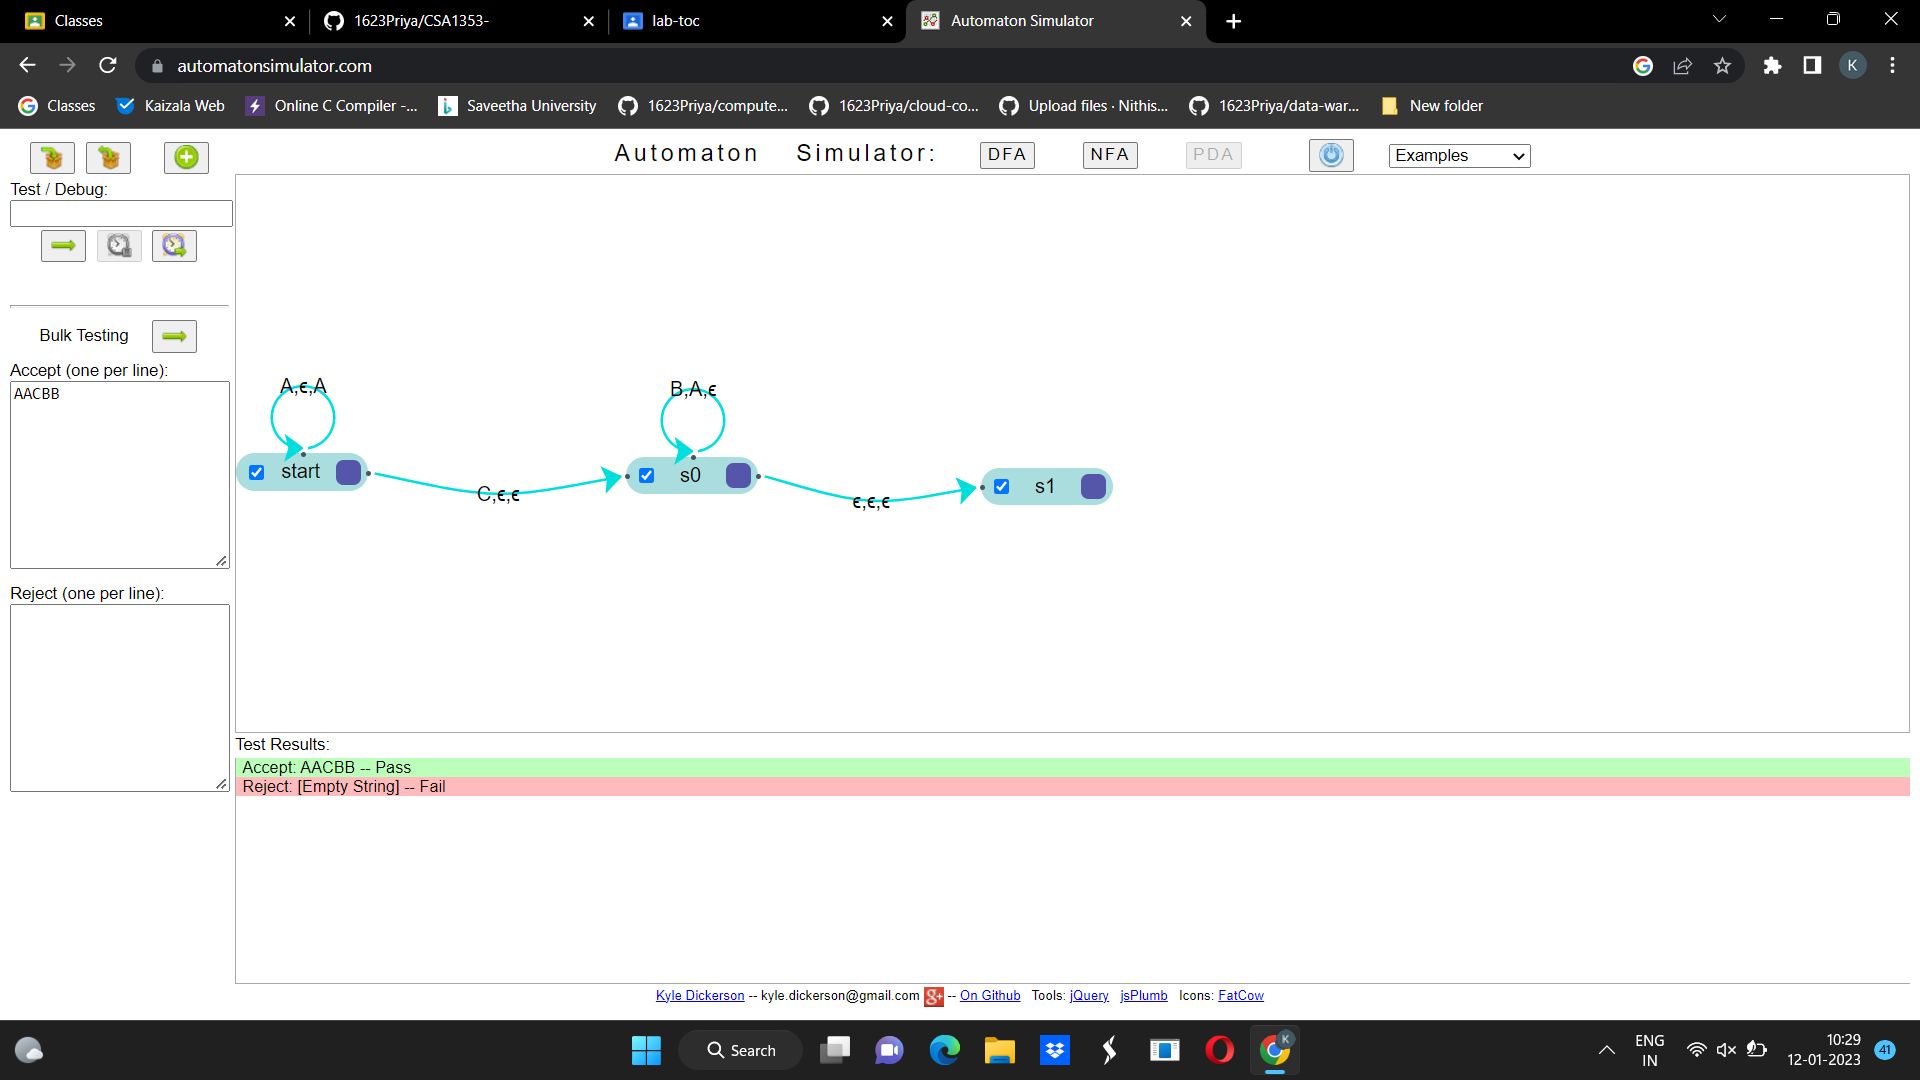 Classes
1623Priya/CSA1353-
lab-toc
Automaton Simulator
automatonsimulator.com
K
Classes
Kaizala Web
Online C Compiler -...
Saveetha University
1623Priya/compute...
1623Priya/cloud-co...
Upload files · Nithis...
1623Priya/data-war...
New folder
Automaton Simulator:
DFA
NFA
PDA
Examples
Test / Debug:
Bulk Testing
Accept (one per line):
AACBB
Reject (one per line):
A,ϵ,A
B,A,ϵ
start
s0
s1
C,ϵ,ϵ
ϵ,ϵ,ϵ
Test Results:
Accept: AACBB -- Pass
Reject: [Empty String] -- Fail
Kyle Dickerson -- kyle.dickerson@gmail.com g+ -- On Github Tools: jQuery jsPlumb Icons: FatCow
Search
K
ENG
IN
10:29
12-01-2023
41